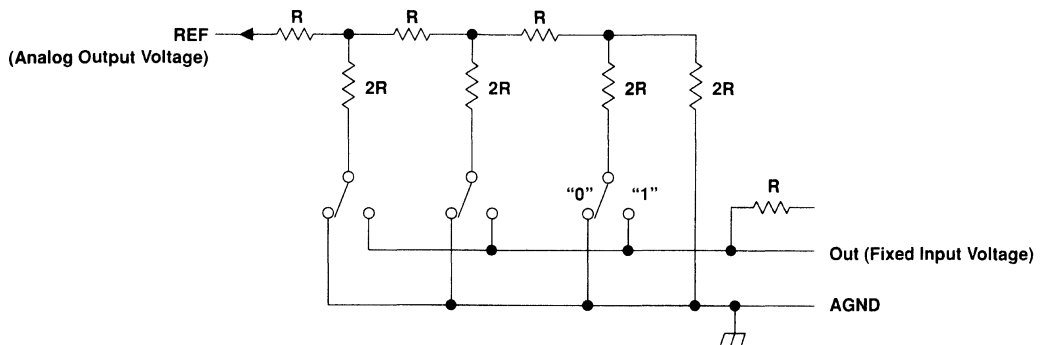 R
R
R
REF
(Analog Output Voltage)
2R
2R
2R
2R
"0"
"1"
R
Out (Fixed Input Voltage)
AGND